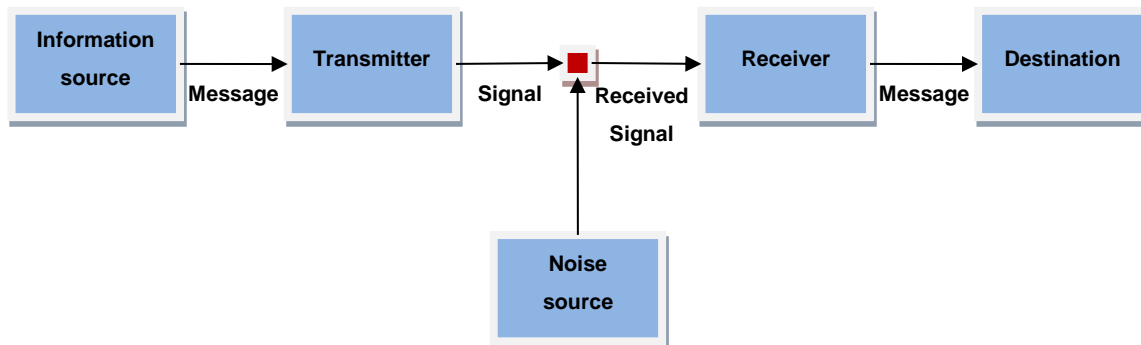 Information
source
Message
Transmitter
Signal
Received
Signal
Receiver
Message
Destination
Noise
source